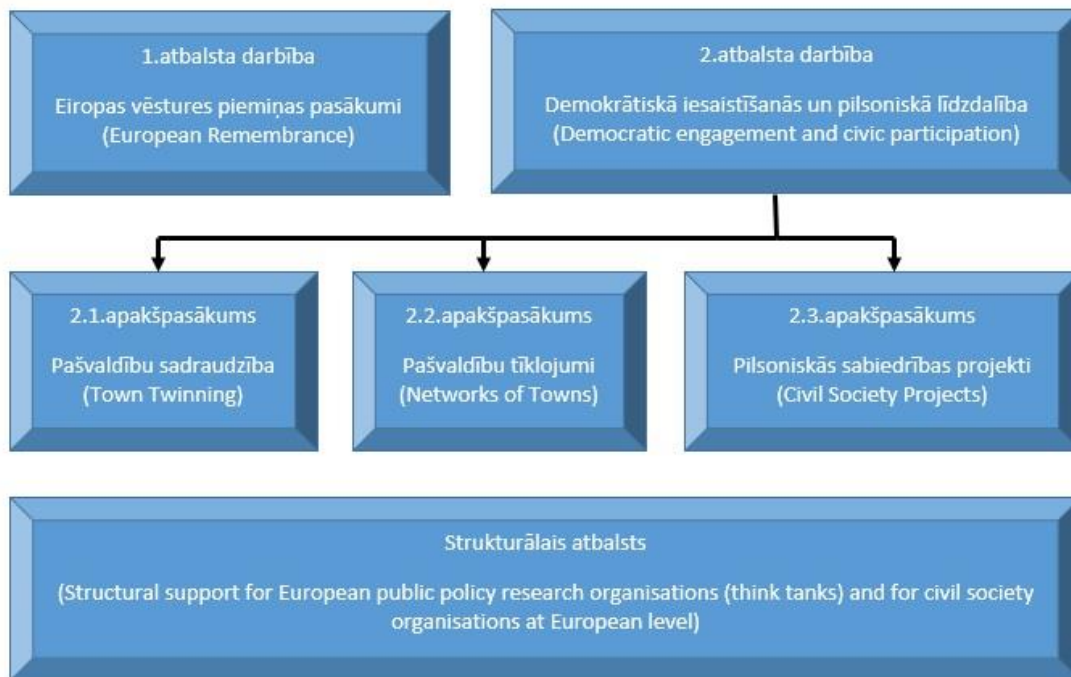 1.atbalsta darbība
Eiropas vēstures piemiņas pasākumi
(European Remembrance)
2.atbalsta darbība
Demokrātiskā iesaistīšanās un pilsoniskā līdzdalība
(Democratic engagement and civic participation)
2.1.apakšpasākums
Pašvaldību sadraudzība
(Town Twinning)
2.2.apakšpasākums
Pašvaldību tīklojumi
(Networks of Towns)
2.3.apakšpasākums
Pilsoniskās sabiedrības projekti
(Civil Society Projects)
Strukturālais atbalsts
(Structural support for European public policy research organisations (think tanks) and for civil society
organisations at European level)